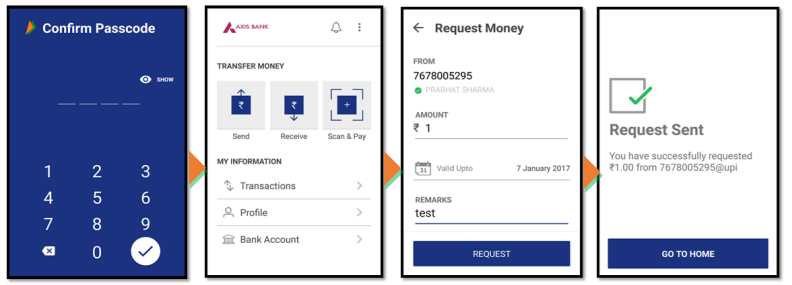 Confirm Passcode
SHOW
1 2 3
4 5 6
7 8 9
0
AXIS BANK
TRANSFER MONEY
₹ ₹ +
Send Receive Scan & Pay
MY INFORMATION
Transactions
Profile
Bank Account
Request Money
FROM
7678005295
PRABHAT SHARMA
AMOUNT
₹ 1
31 Valid Upto 7 January 2017
REMARKS
test
REQUEST
Request Sent
You have successfully requested
₹1.00 from 7678005295@upi
GO TO HOME